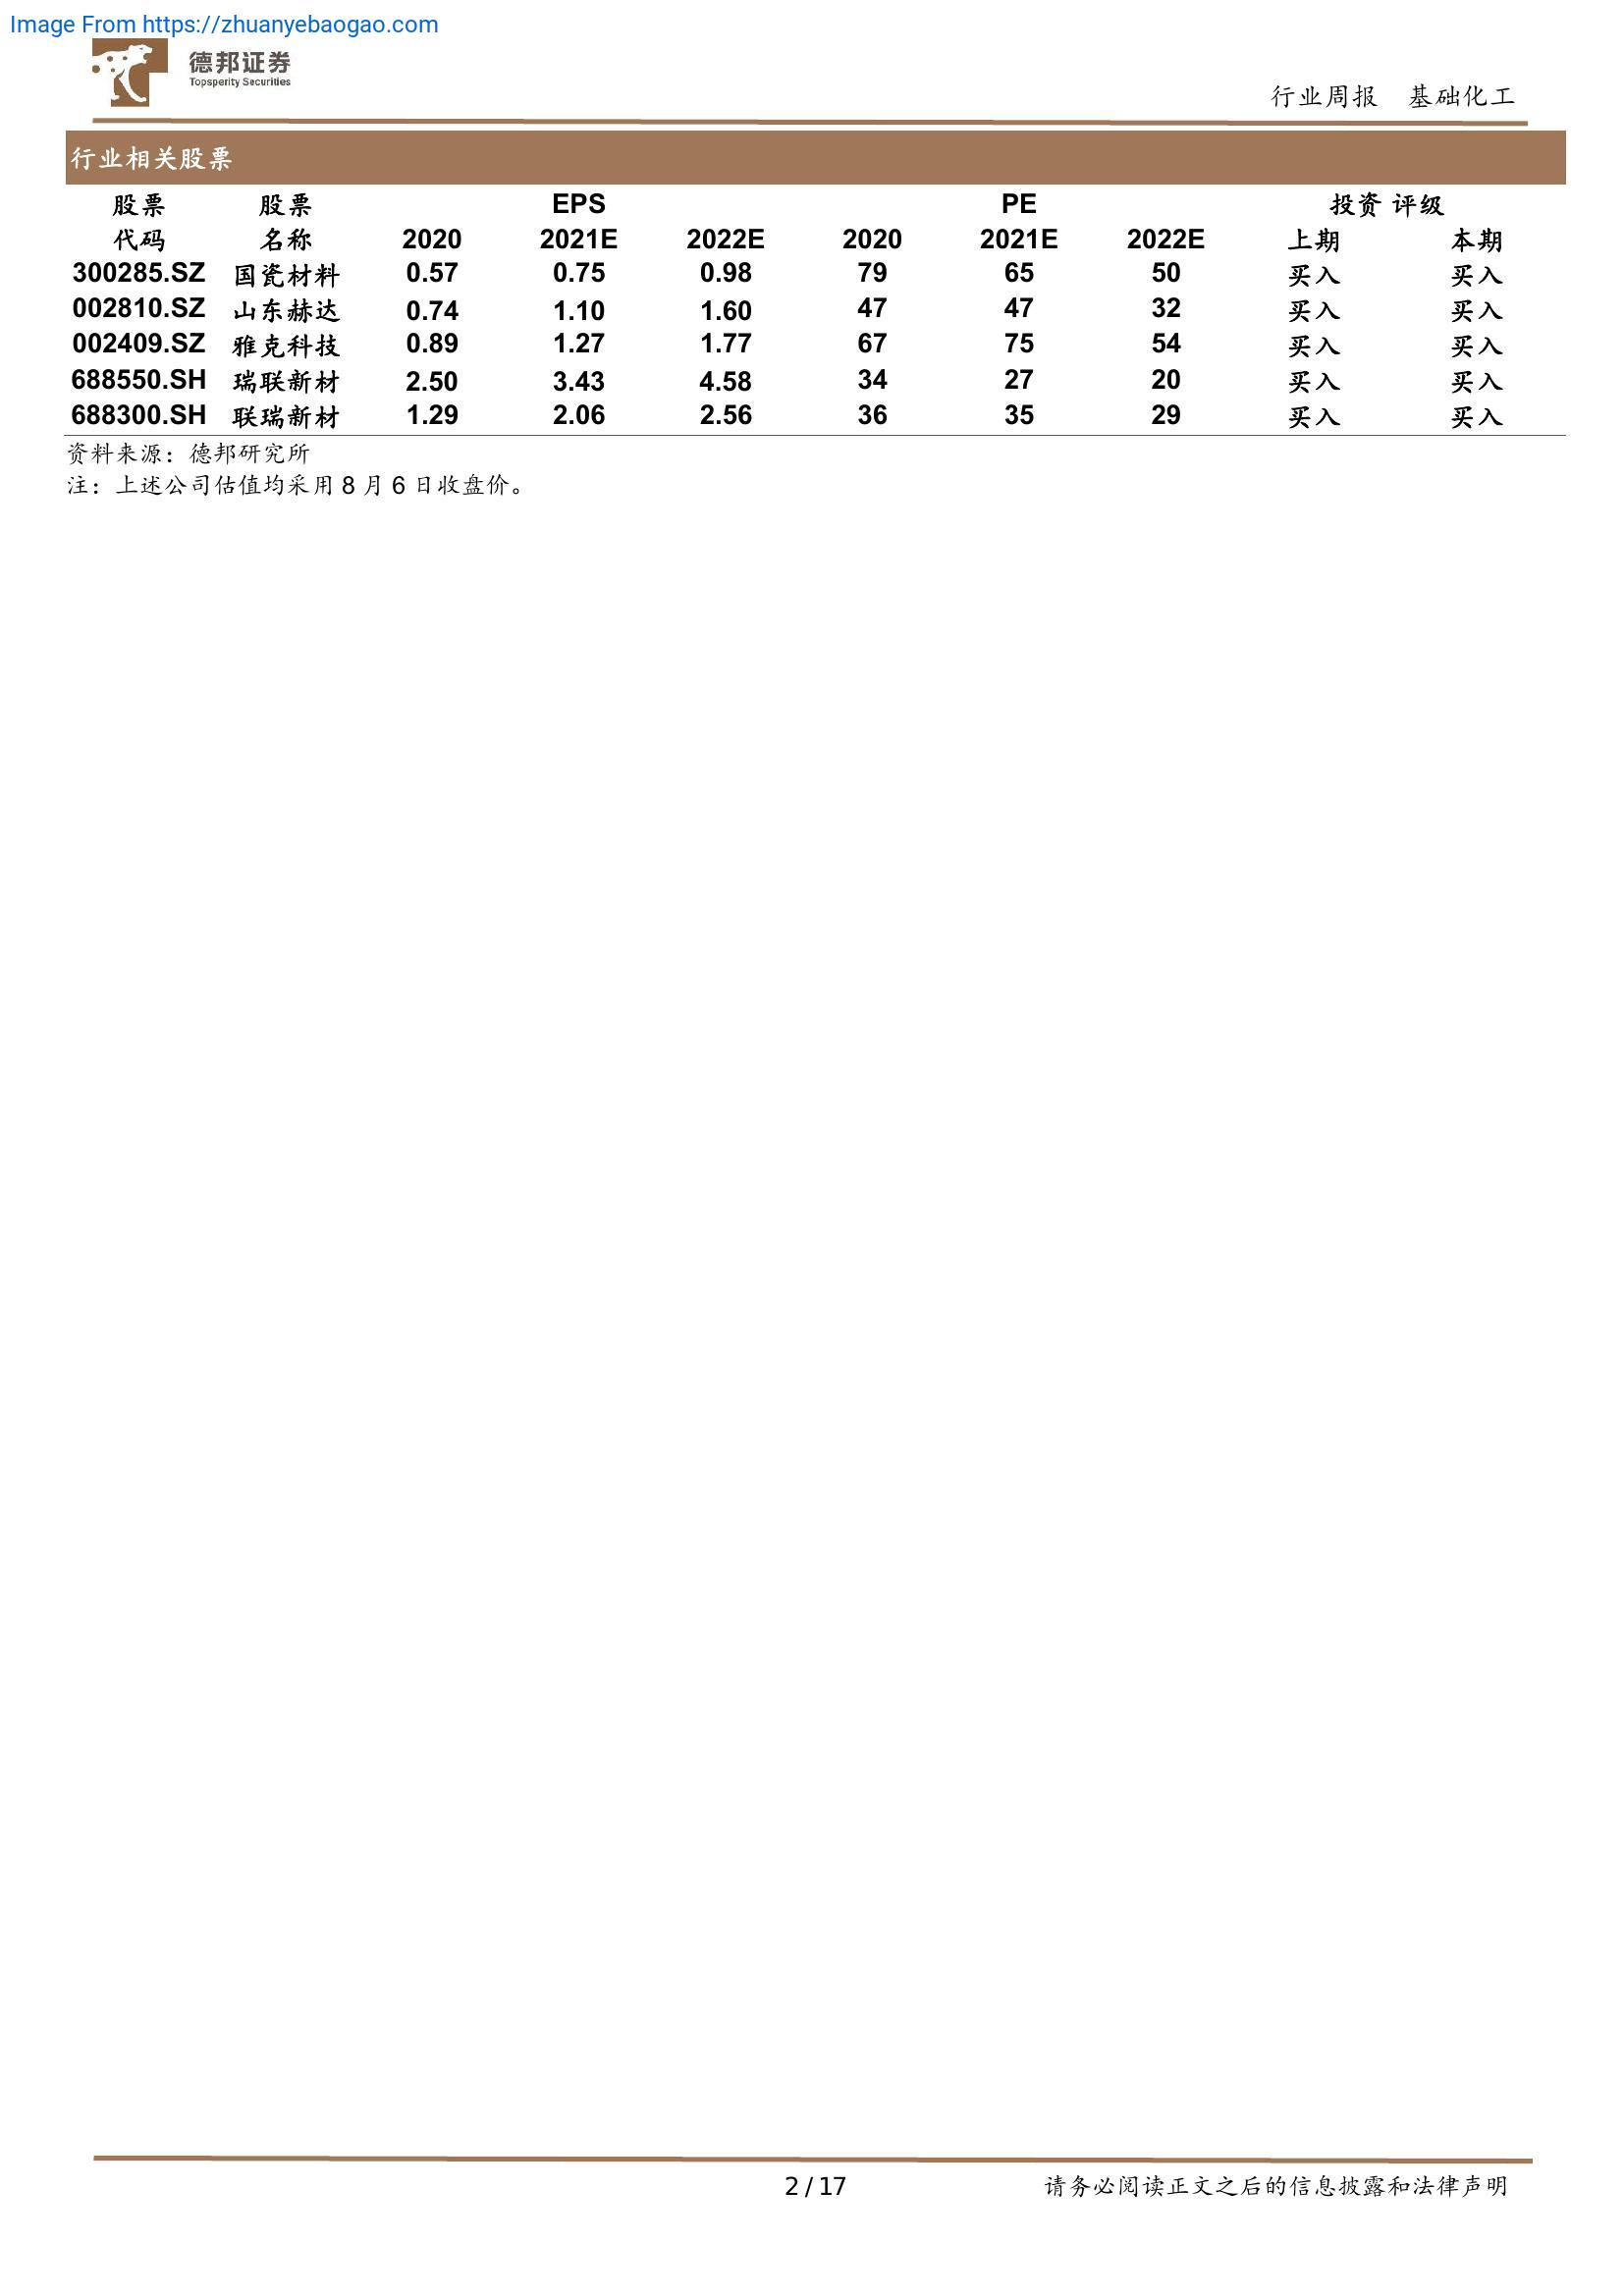 Image From https://zhuanyebaogao.com
德邦证券
Topsperity Securities
行业周报 基础化工
行业相关股票
股票 股票 EPS PE 投资 评级
代码 名称 2020 2021E 2022E 2020 2021E 2022E 上期 本期
300285.SZ 国瓷材料 0.57 0.75 0.98 79 65 50 买入 买入
002810.SZ 山东赫达 0.74 1.10 1.60 47 47 32 买入 买入
002409.SZ 雅克科技 0.89 1.27 1.77 67 75 54 买入 买入
688550.SH 瑞联新材 2.50 3.43 4.58 34 27 20 买入 买入
688300.SH 联瑞新材 1.29 2.06 2.56 36 35 29 买入 买入
资料来源：德邦研究所
注：上述公司估值均采用 8 月 6 日收盘价。
2 / 17
请务必阅读正文之后的信息披露和法律声明